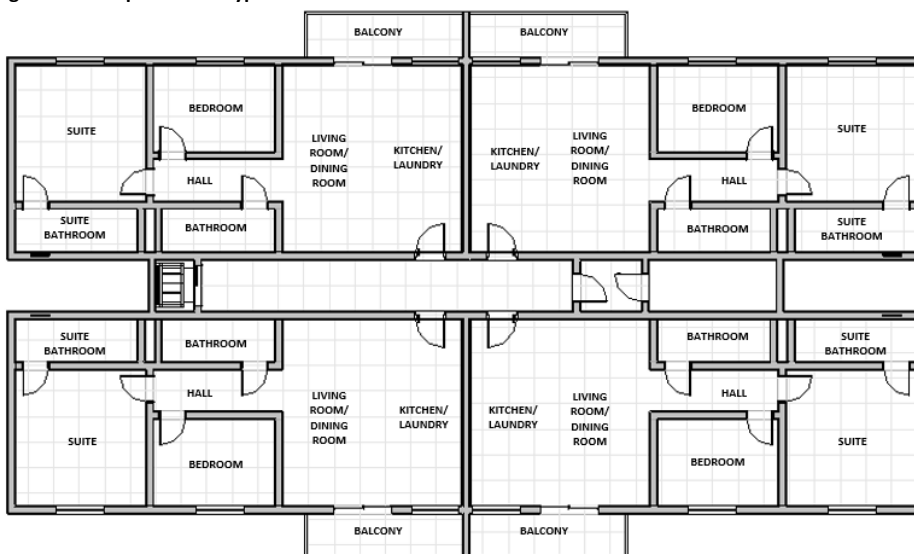 BALCONY
BALCONY
SUITE
BEDROOM
LIVING
ROOM/
DINING
ROOM
KITCHEN/
LAUNDRY
KITCHEN/
LAUNDRY
LIVING
ROOM/
DINING
ROOM
BEDROOM
SUITE
HALL
HALL
SUITE
BATHROOM
BATHROOM
BATHROOM
SUITE
BATHROOM
SUITE
BATHROOM
BATHROOM
BATHROOM
SUITE
BATHROOM
HALL
HALL
SUITE
BEDROOM
LIVING
ROOM/
DINING
ROOM
KITCHEN/
LAUNDRY
KITCHEN/
LAUNDRY
LIVING
ROOM/
DINING
ROOM
BEDROOM
SUITE
BALCONY
BALCONY